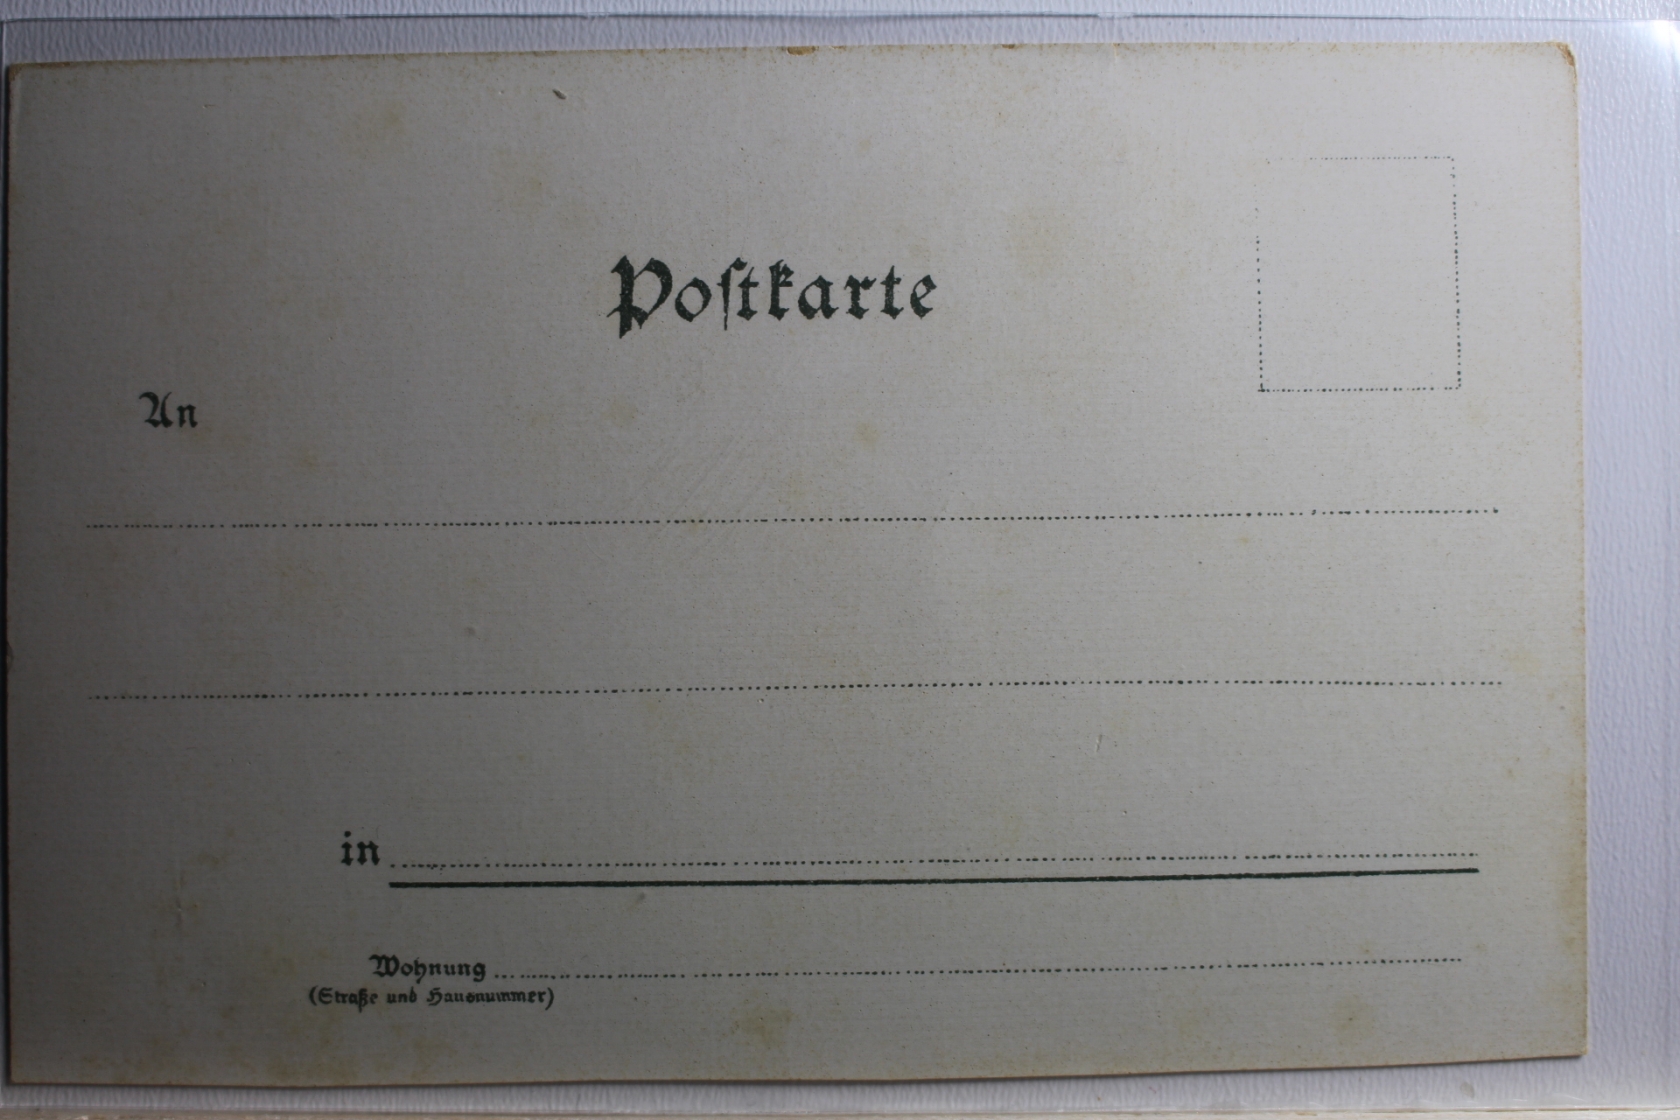 Postkarte
An
in
Wohnung
(Straße und Hausnummer)